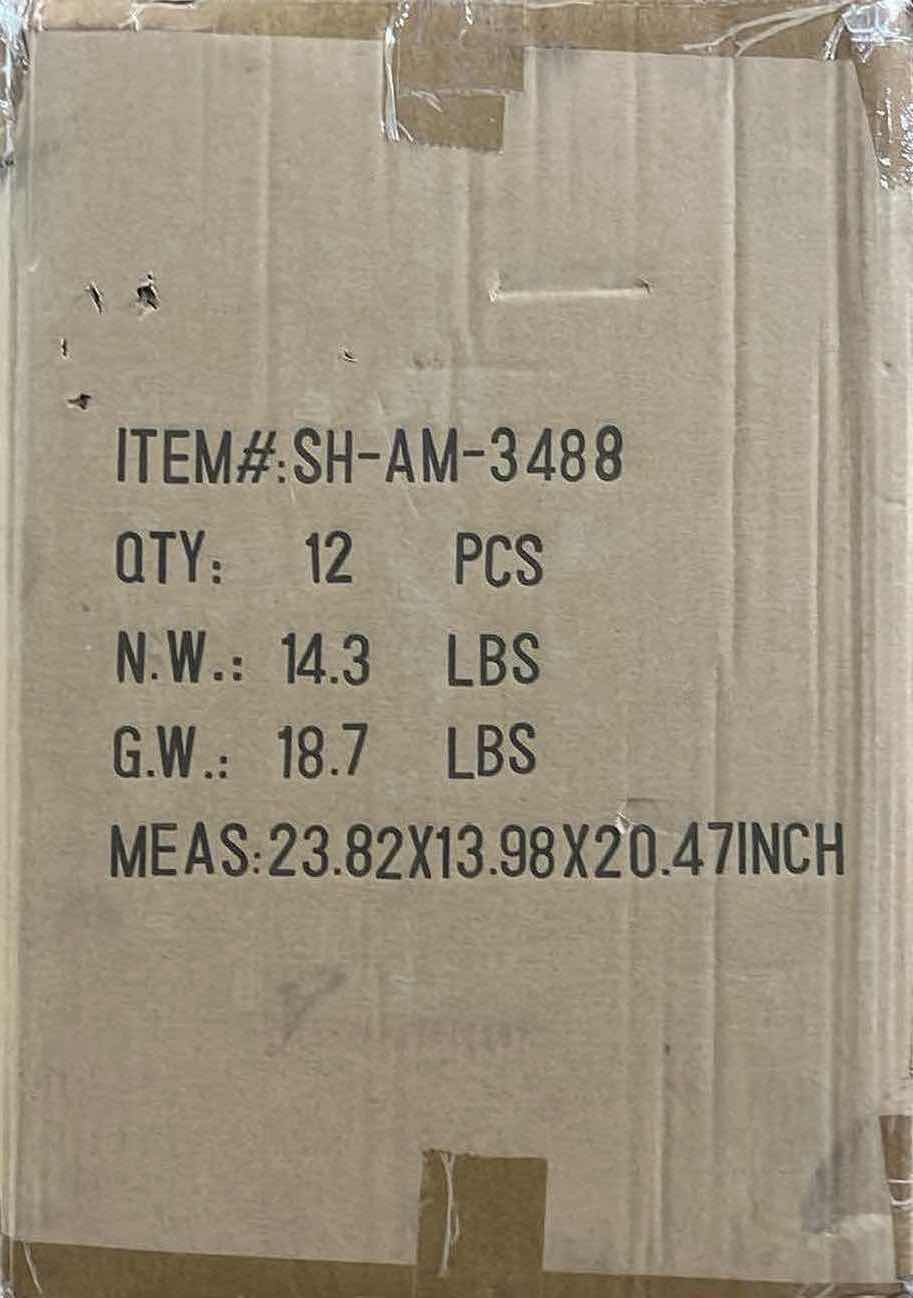 ITEM#:SH-AM-3488
QTY: 12 PCS
N.W.: 14.3 LBS
G.W.: 18.7 LBS
MEAS:23.82X13.98X20.47INCH